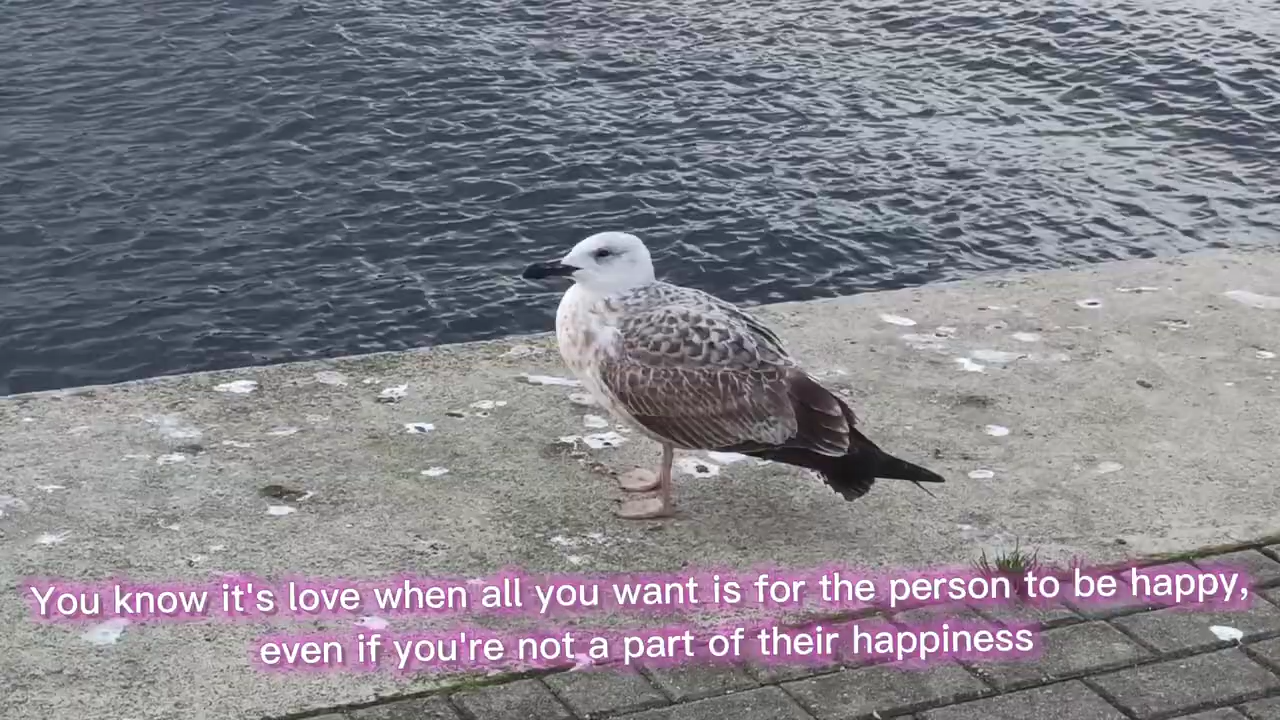 You know it's love when all you want is for the person to be happy,
even if you're not a part of their happiness